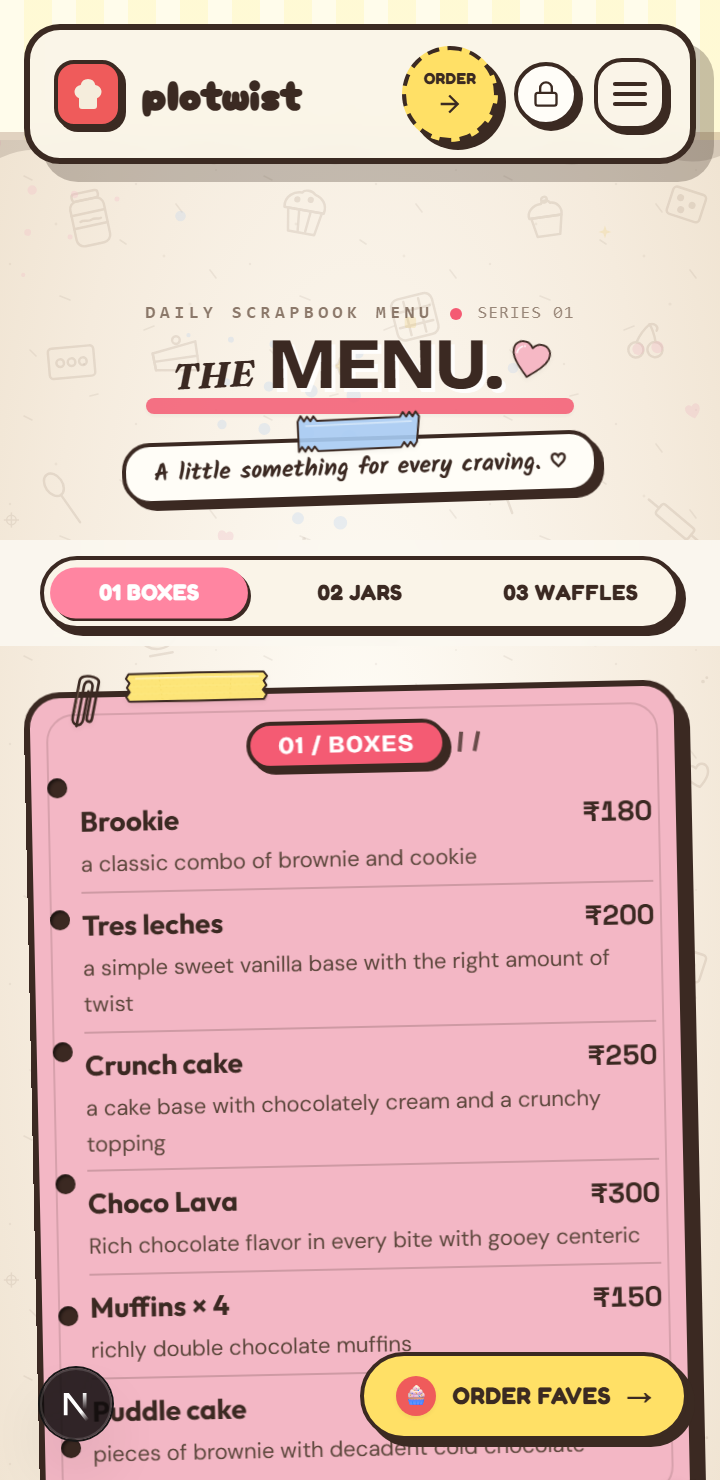 plotwist
ORDER
→
DAILY SCRAPBOOK MENU ● SERIES 01
THE MENU.
A little something for every craving. ♡
01 BOXES
02 JARS
03 WAFFLES
01 / BOXES
Brookie ₹180
a classic combo of brownie and cookie
Tres leches ₹200
a simple sweet vanilla base with the right amount of
twist
Crunch cake ₹250
a cake base with chocolately cream and a crunchy
topping
Choco Lava ₹300
Rich chocolate flavor in every bite with gooey centeric
Muffins × 4 ₹150
richly double chocolate muffins
Puddle cake
pieces of brownie with decadent cold chocolate
N
ORDER FAVES →